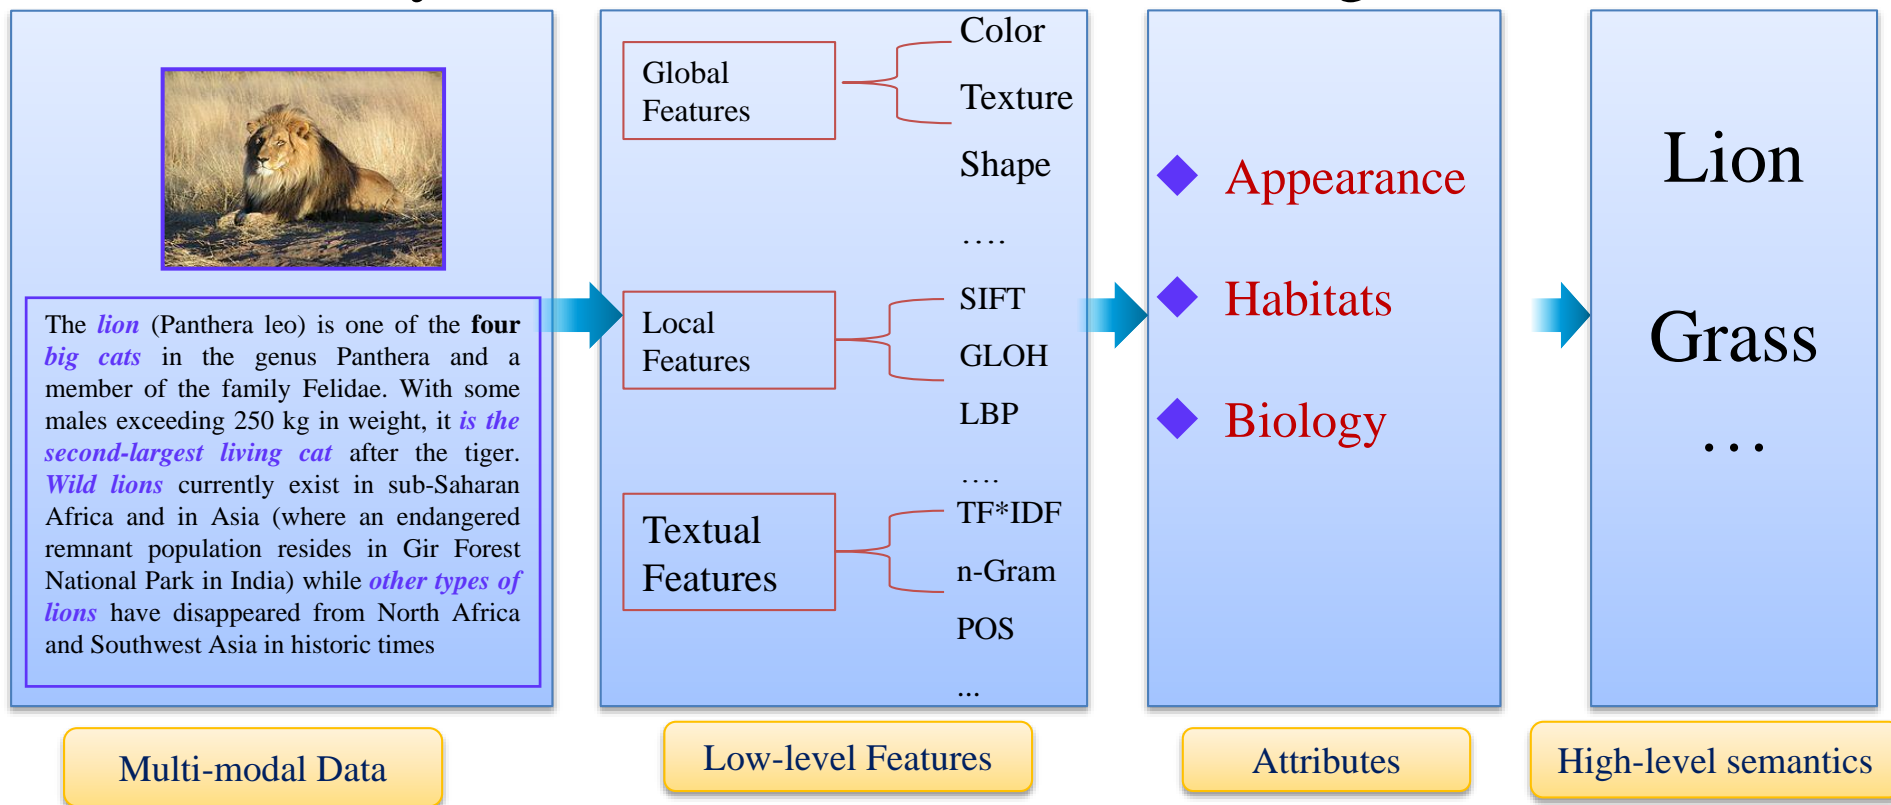 The lion (Panthera leo) is one of the four
big cats in the genus Panthera and a
member of the family Felidae. With some
males exceeding 250 kg in weight, it is the
second-largest living cat after the tiger.
Wild lions currently exist in sub-Saharan
Africa and in Asia (where an endangered
remnant population resides in Gir Forest
National Park in India) while other types of
lions have disappeared from North Africa
and Southwest Asia in historic times
Multi-modal Data
Global
Features
Color
Texture
Shape
....
Local
Features
SIFT
GLOH
LBP
....
Textual
Features
TF*IDF
n-Gram
POS
...
Low-level Features
Appearance
Habitats
Biology
Attributes
Lion
Grass
...
High-level semantics